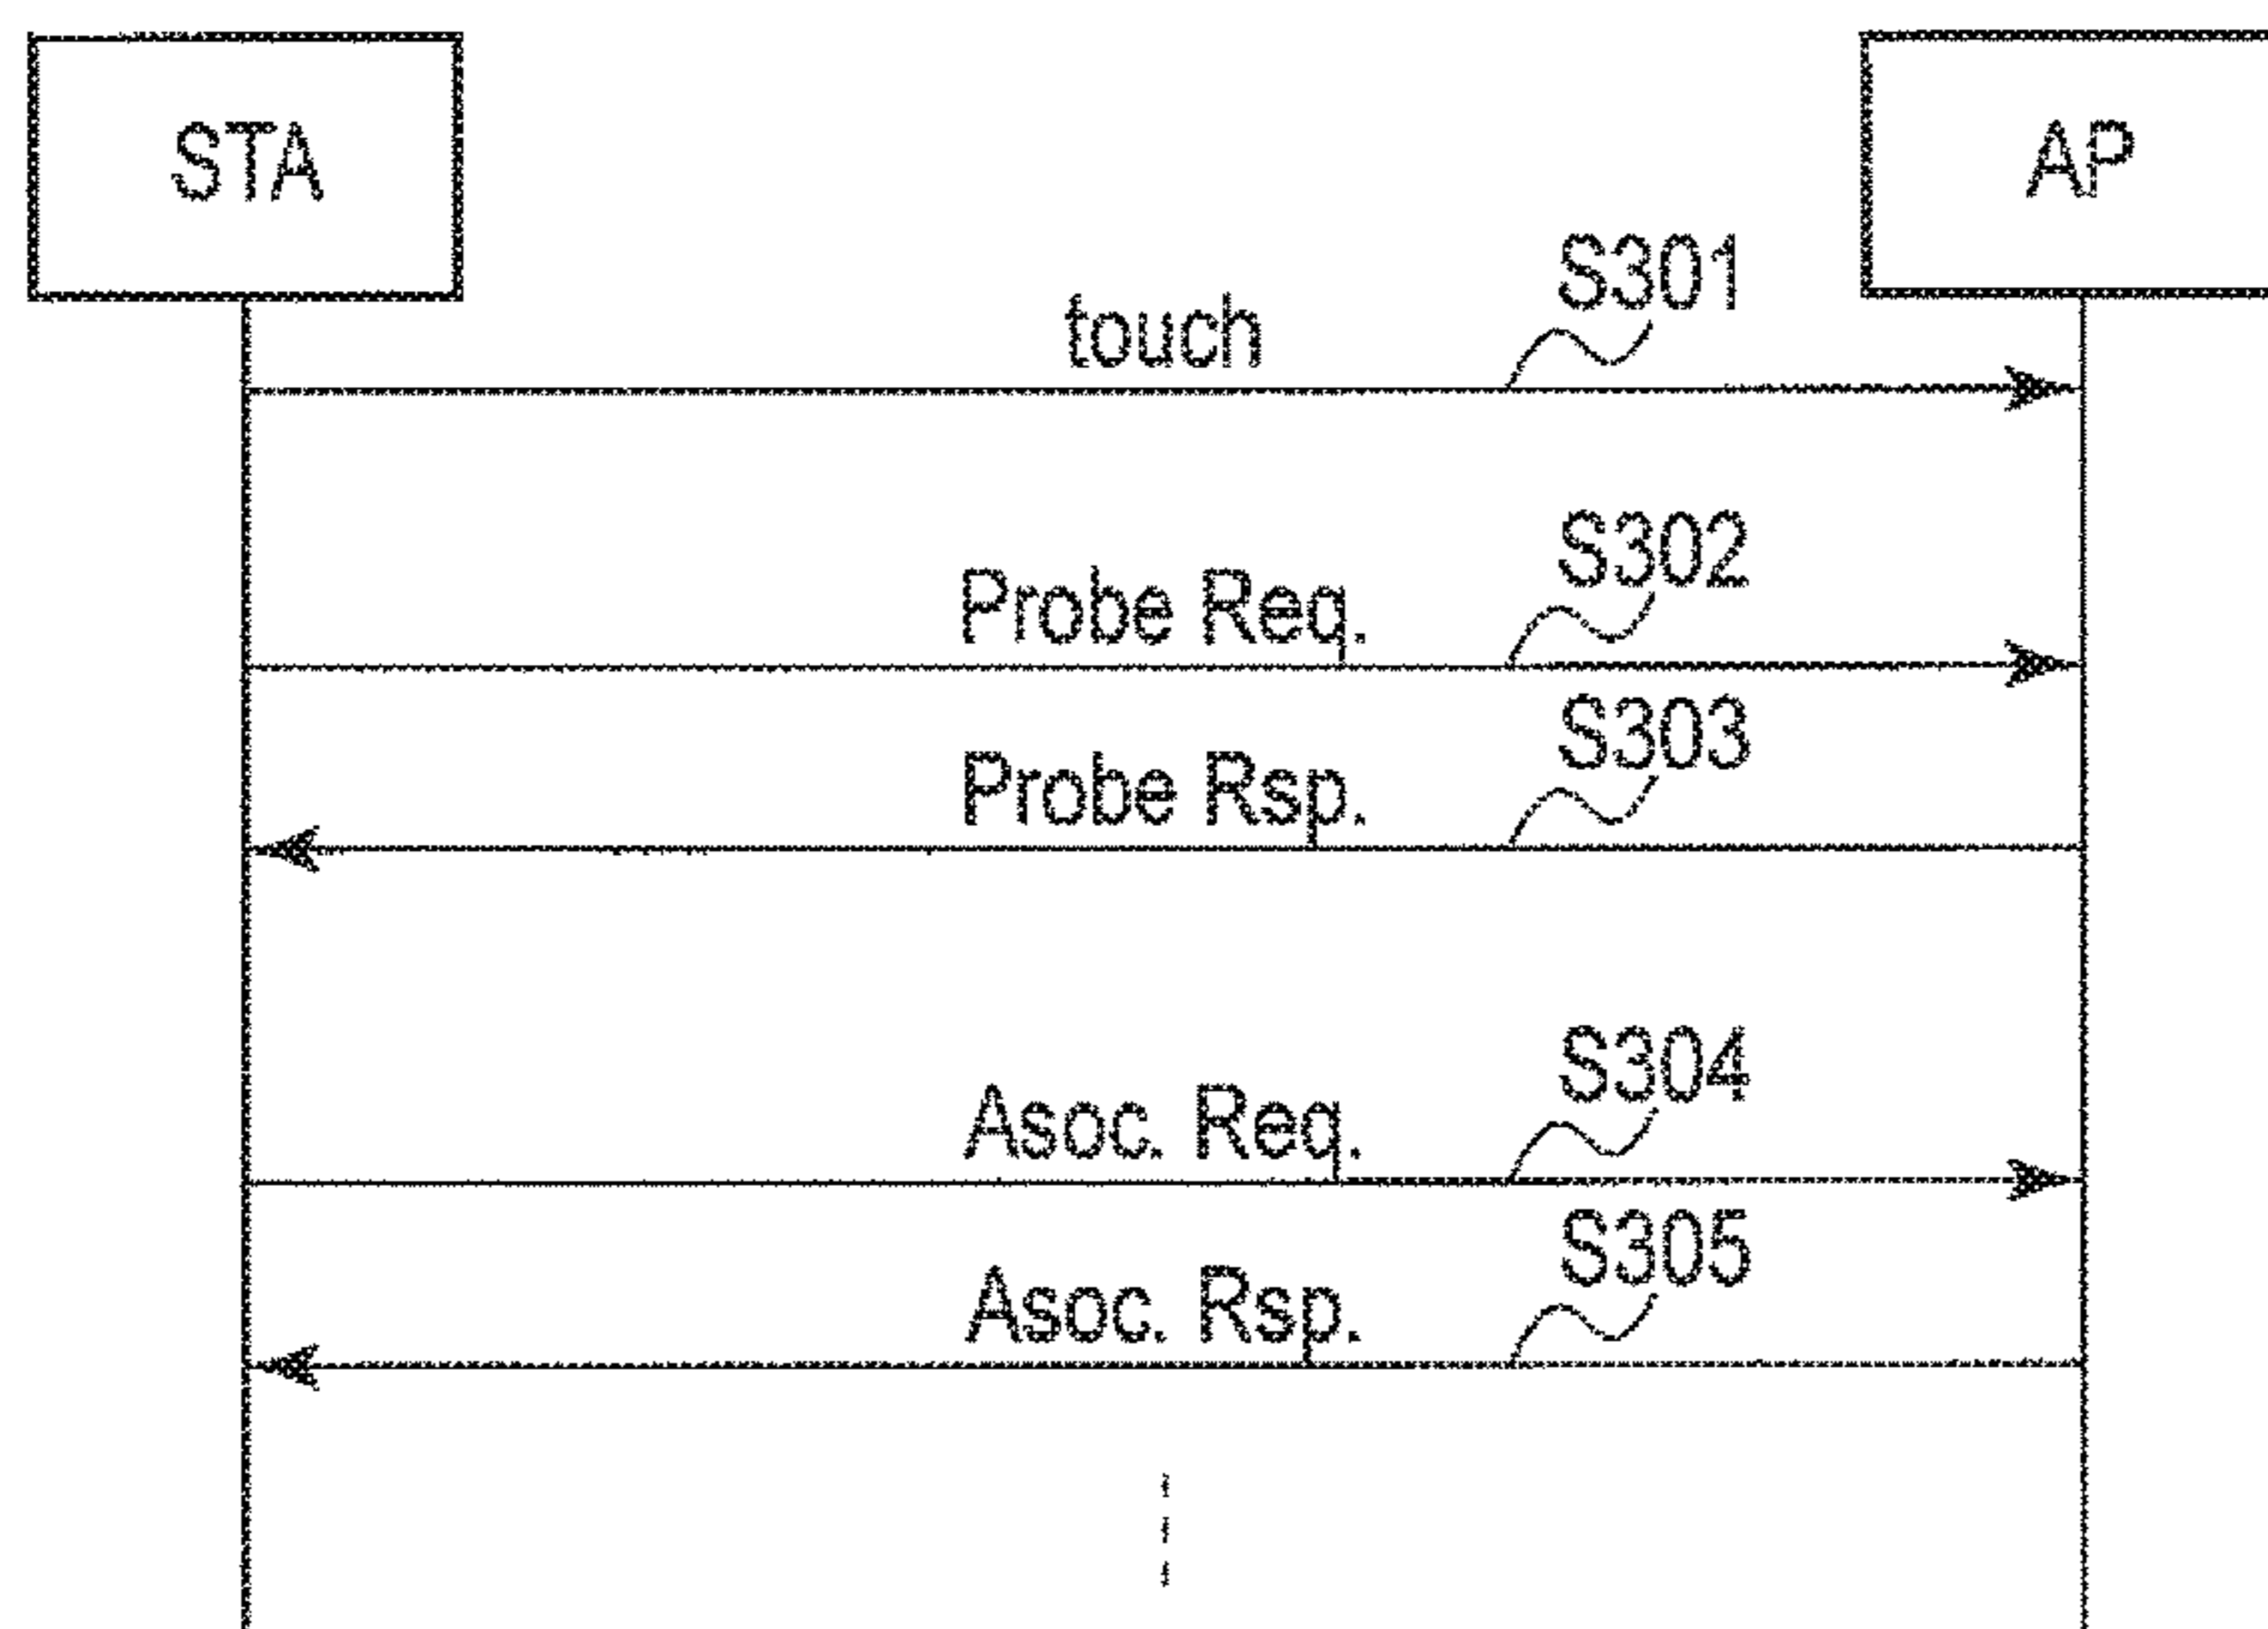 STA
AP
S301
touch
S302
Probe Req.
S303
Probe Rsp.
S304
Asoc. Req.
S305
Asoc. Rsp.